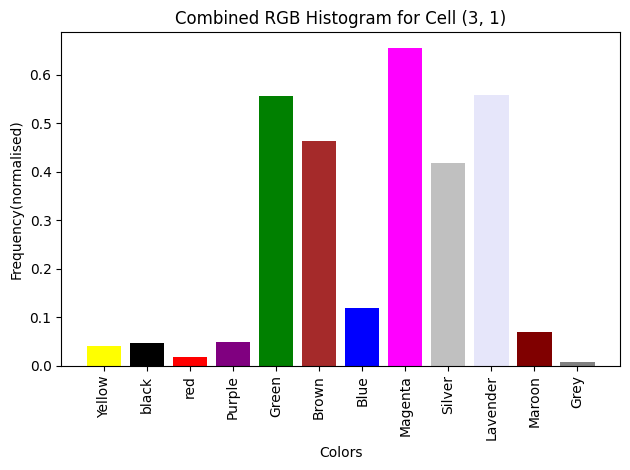 Combined RGB Histogram for Cell (3, 1)
Frequency(normalised)
0.6
0.5
0.4
0.3
0.2
0.1
0.0
Yellow
black
red
Purple
Green
Brown
Blue
Magenta
Silver
Lavender
Maroon
Grey
Colors